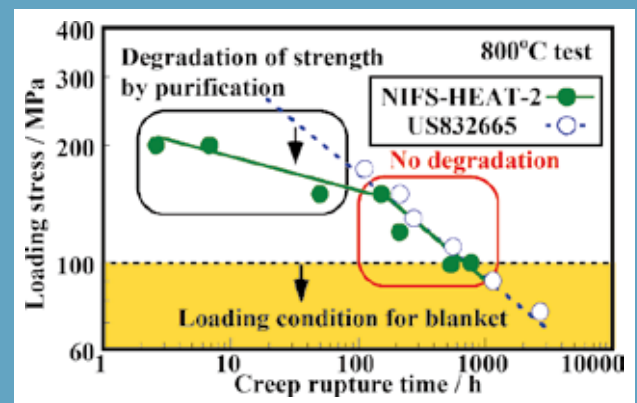 Loading stress / MPa
400
300
200
100
60
Degradation of strength
by purification
800°C test
NIFS-HEAT-2
US832665
No degradation
Loading condition for blanket
1
10
100
1000
10000
Creep rupture time / h